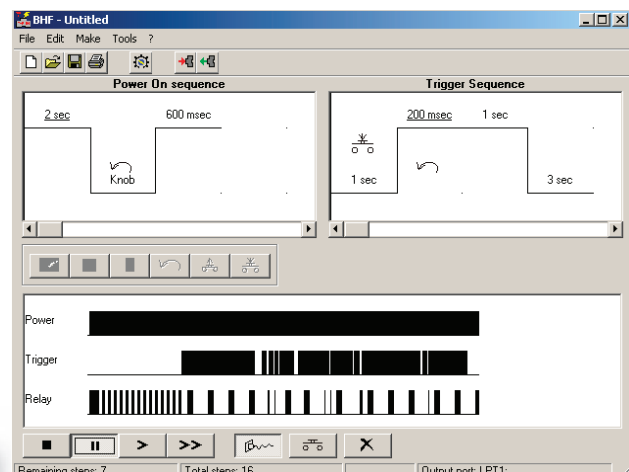 BHF - Untitled
File Edit Make Tools ?
Power On sequence
Trigger Sequence
2 sec 600 msec
Knob
200 msec 1 sec
1 sec 3 sec
Power
Trigger
Relay
Remaining steps: 7 Total steps: 16 Output port: LPT1: